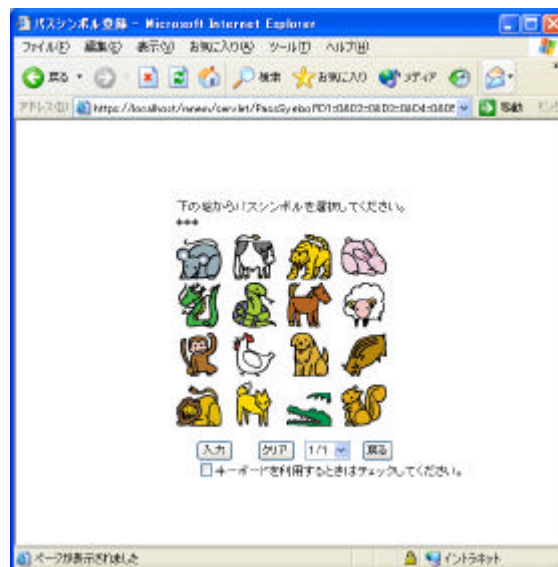 パスシンボル登録 - Microsoft Internet Explorer
ファイル(F) 編集(E) 表示(V) お気に入り(A) ツール(T) ヘルプ(H)
戻る 検索 お気に入り メディア
アドレス(D) 移動
下の絵からパスシンボルを選択してください。
***
入力 クリア 1/1 戻る
キーボードを利用するときはチェックしてください。
ページが表示されました イントラネット